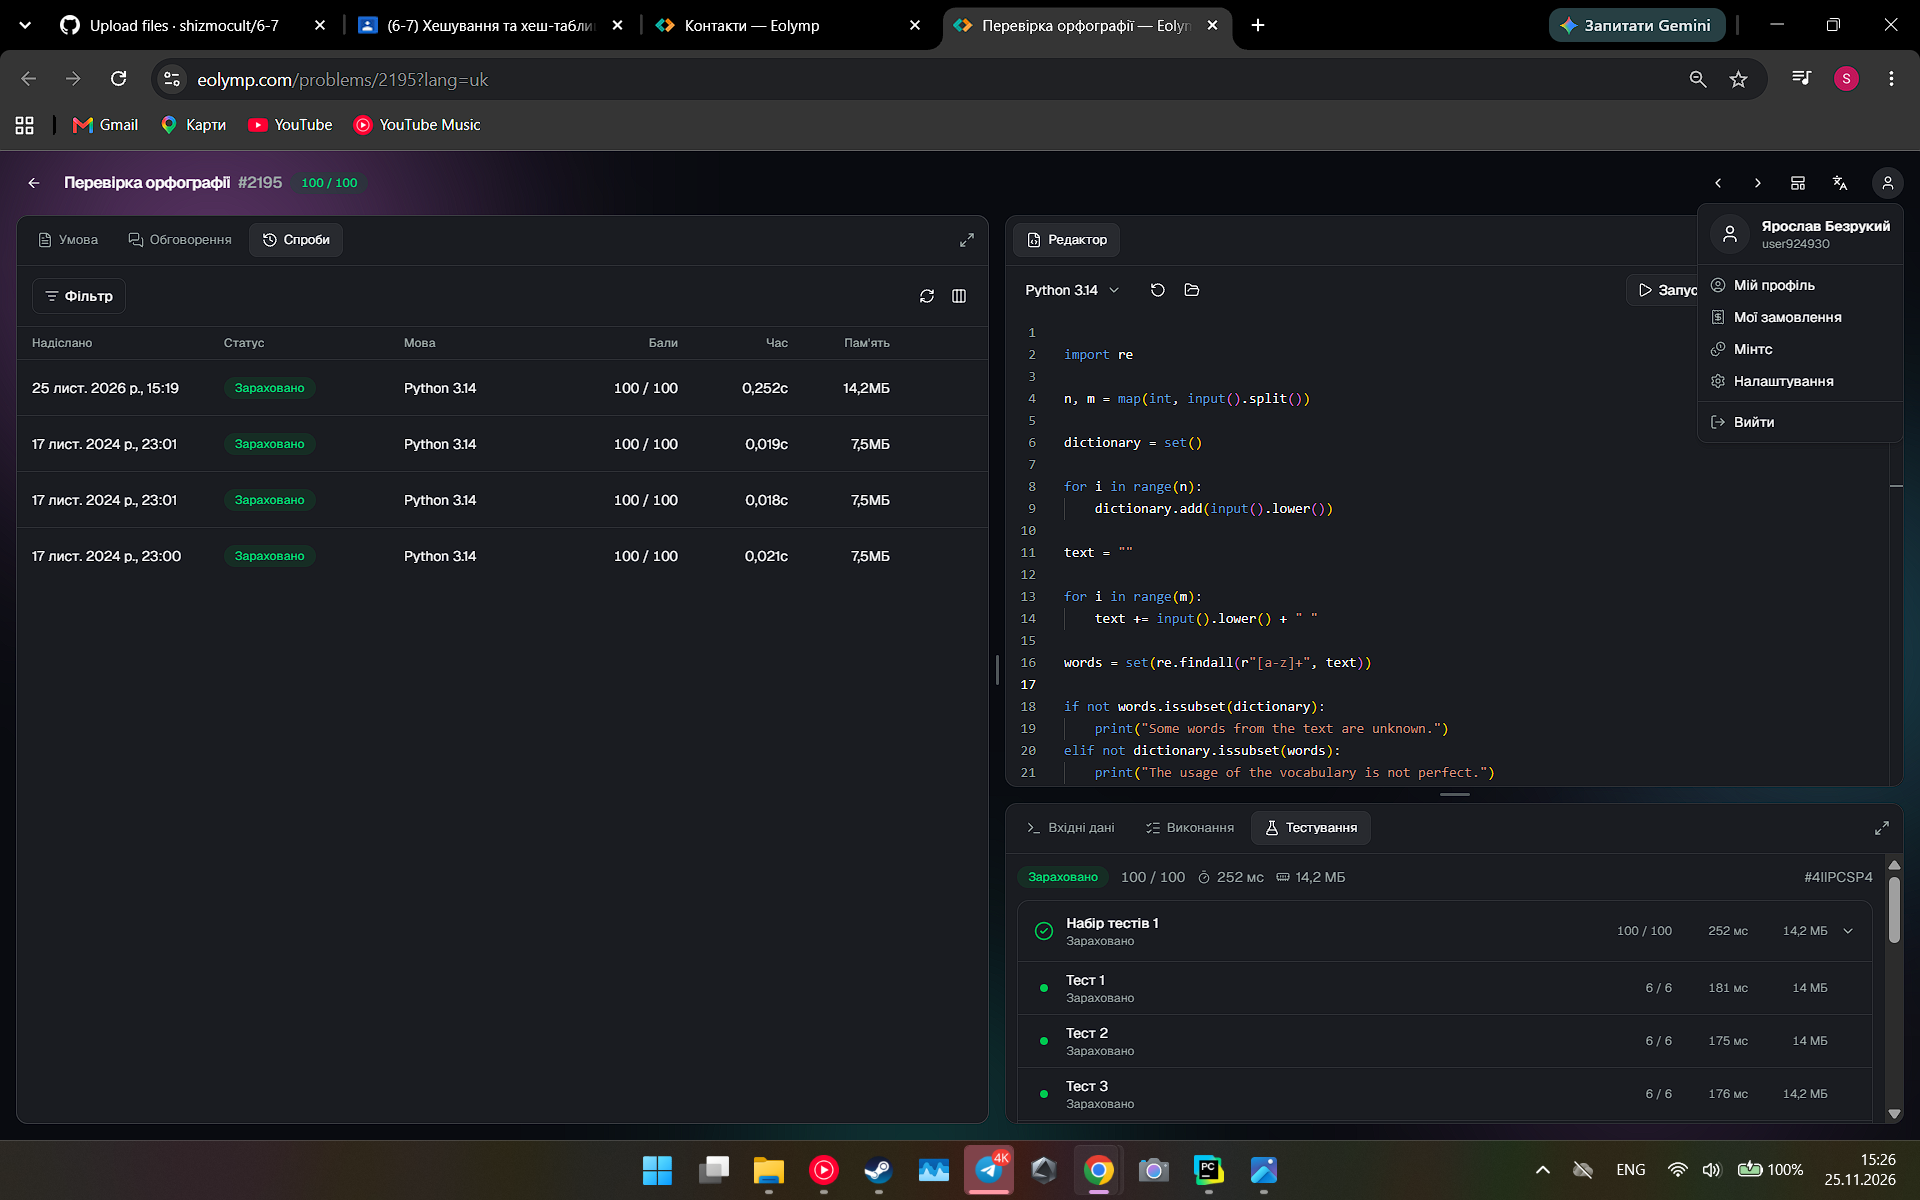 Upload files · shizmocult/6-7
(6-7) Хешування та хеш-табли
Контакти — Eolymp
Перевірка орфографії — Eolyn
Запитати Gemini
eolymp.com/problems/2195?lang=uk
S
Gmail
Карти
YouTube
YouTube Music
Перевірка орфографії #2195 100 / 100
Умова
Обговорення
Спроби
Фільтр
Надіслано Статус Мова Бали Час Пам'ять
25 лист. 2026 р., 15:19 Зараховано Python 3.14 100 / 100 0,252с 14,2МБ
17 лист. 2024 р., 23:01 Зараховано Python 3.14 100 / 100 0,019с 7,5МБ
17 лист. 2024 р., 23:01 Зараховано Python 3.14 100 / 100 0,018с 7,5МБ
17 лист. 2024 р., 23:00 Зараховано Python 3.14 100 / 100 0,021с 7,5МБ
Редактор
Python 3.14
Запус
Ярослав Безрукий
user924930
Мій профіль
Мої замовлення
Мінтс
Налаштування
Вийти
1
2 import re
3
4 n, m = map(int, input().split())
5
6 dictionary = set()
7
8 for i in range(n):
9 dictionary.add(input().lower())
10
11 text = ""
12
13 for i in range(m):
14 text += input().lower() + " "
15
16 words = set(re.findall(r"[a-z]+", text))
17
18 if not words.issubset(dictionary):
19 print("Some words from the text are unknown.")
20 elif not dictionary.issubset(words):
21 print("The usage of the vocabulary is not perfect.")
Вхідні дані
Виконання
Тестування
Зараховано 100 / 100 252 мс 14,2 МБ #4IIPCSP4
Набір тестів 1
Зараховано
100 / 100 252 мс 14,2 МБ
Тест 1
Зараховано
6 / 6 181 мс 14 МБ
Тест 2
Зараховано
6 / 6 175 мс 14 МБ
Тест 3
Зараховано
6 / 6 176 мс 14,2 МБ
4K
PC
ENG
100%
15:26
25.11.2026